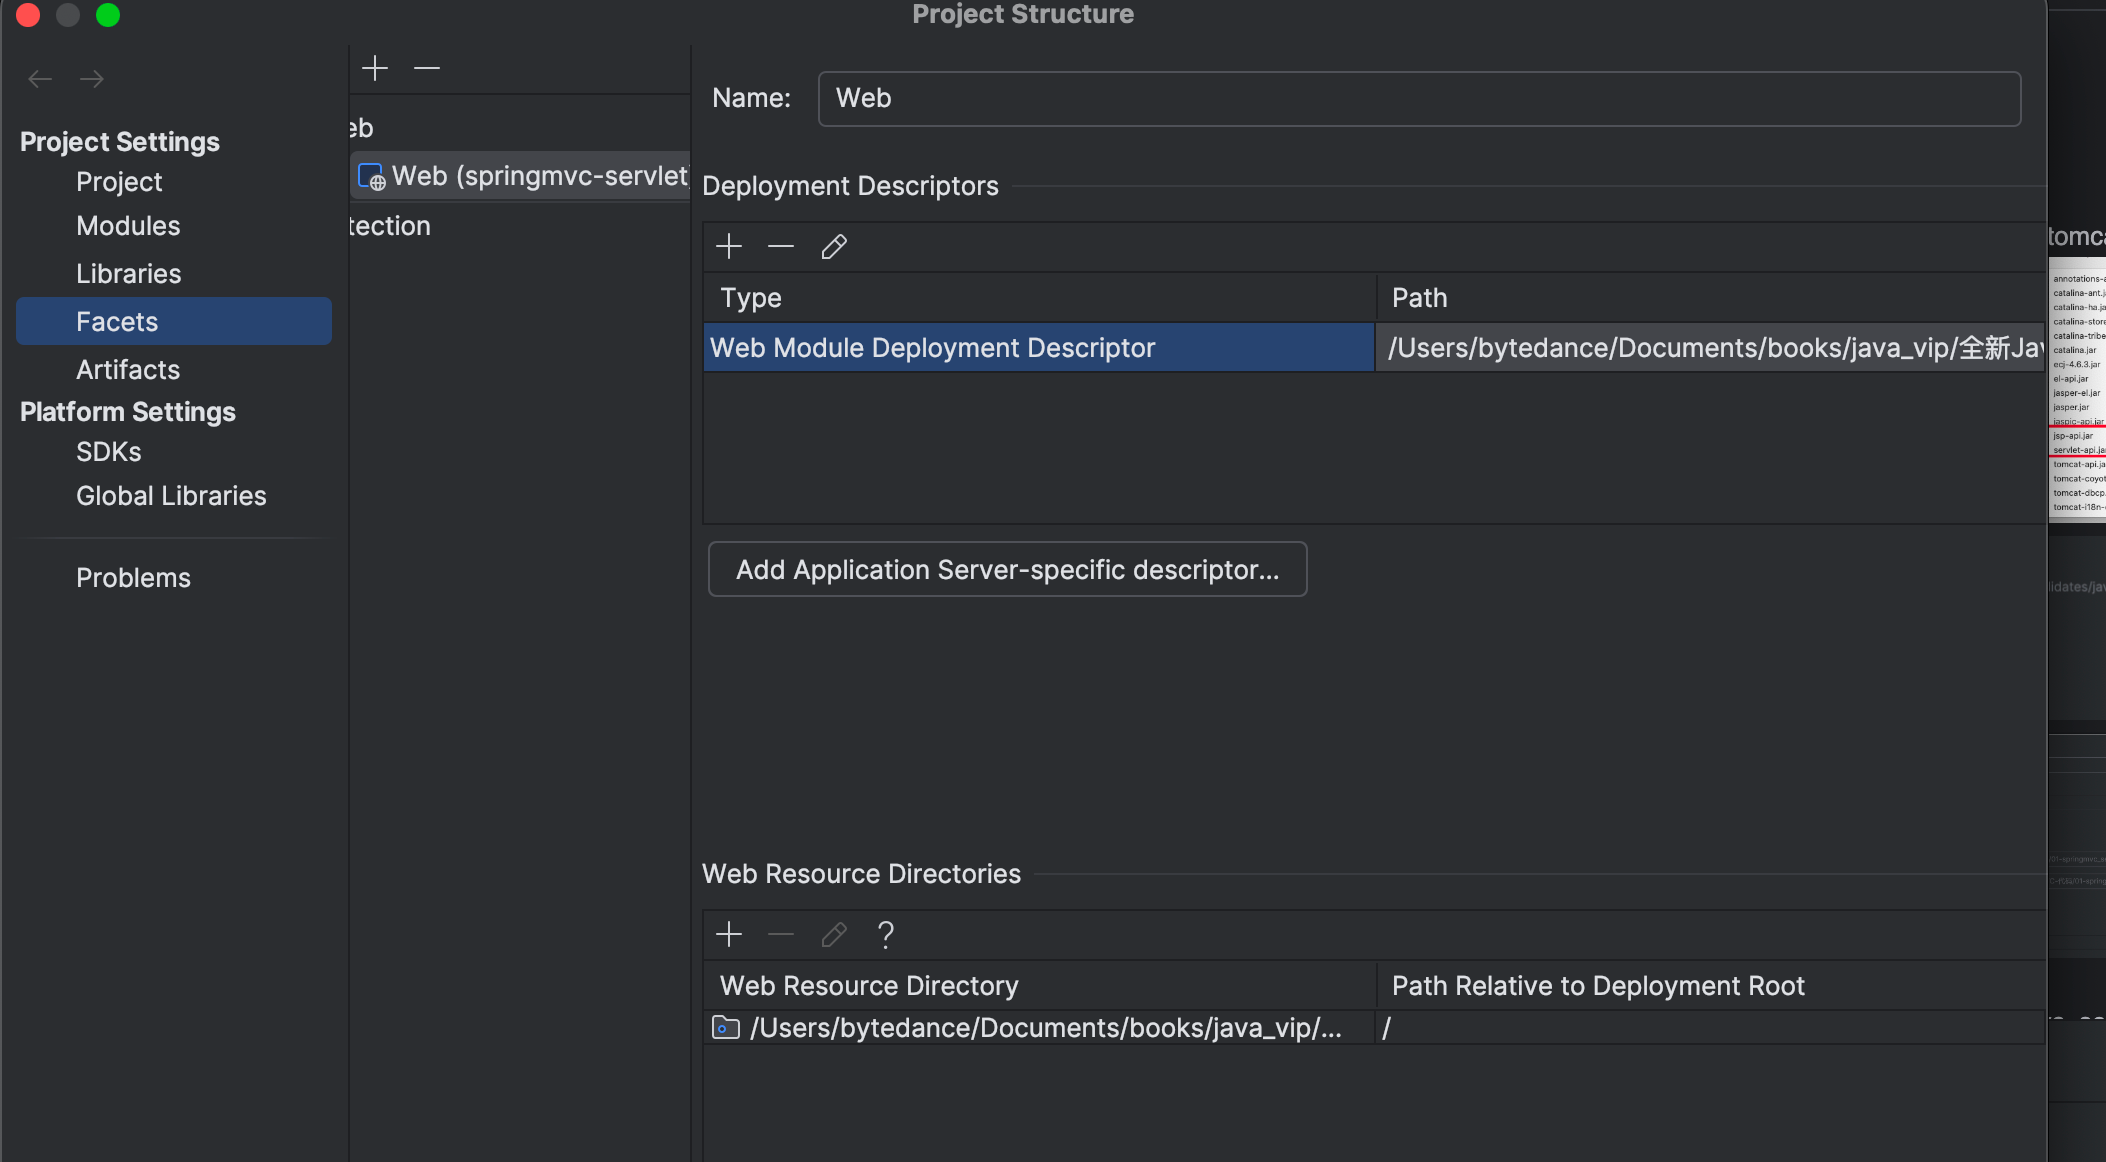 Project Structure
Project Settings
Project
Modules
Libraries
Facets
Artifacts
Platform Settings
SDKs
Global Libraries
Problems
eb
Web (springmvc-servlet)
tection
Name: Web
Deployment Descriptors
Type Path
Web Module Deployment Descriptor /Users/bytedance/Documents/books/java_vip/全新Jav
Add Application Server-specific descriptor...
Web Resource Directories
?
Web Resource Directory Path Relative to Deployment Root
/Users/bytedance/Documents/books/java_vip/... /
tomca
annotations-a
catalina-ant.j
catalina-ha.ja
catalina-store
catalina-tribe
catalina.jar
ecj-4.6.3.jar
el-api.jar
jasper-el.jar
jasper.jar
jaspic-api.jar
jsp-api.jar
servlet-api.ja
tomcat-api.ja
tomcat-coyot
tomcat-dbcp.
tomcat-i18n-
lidates/jav